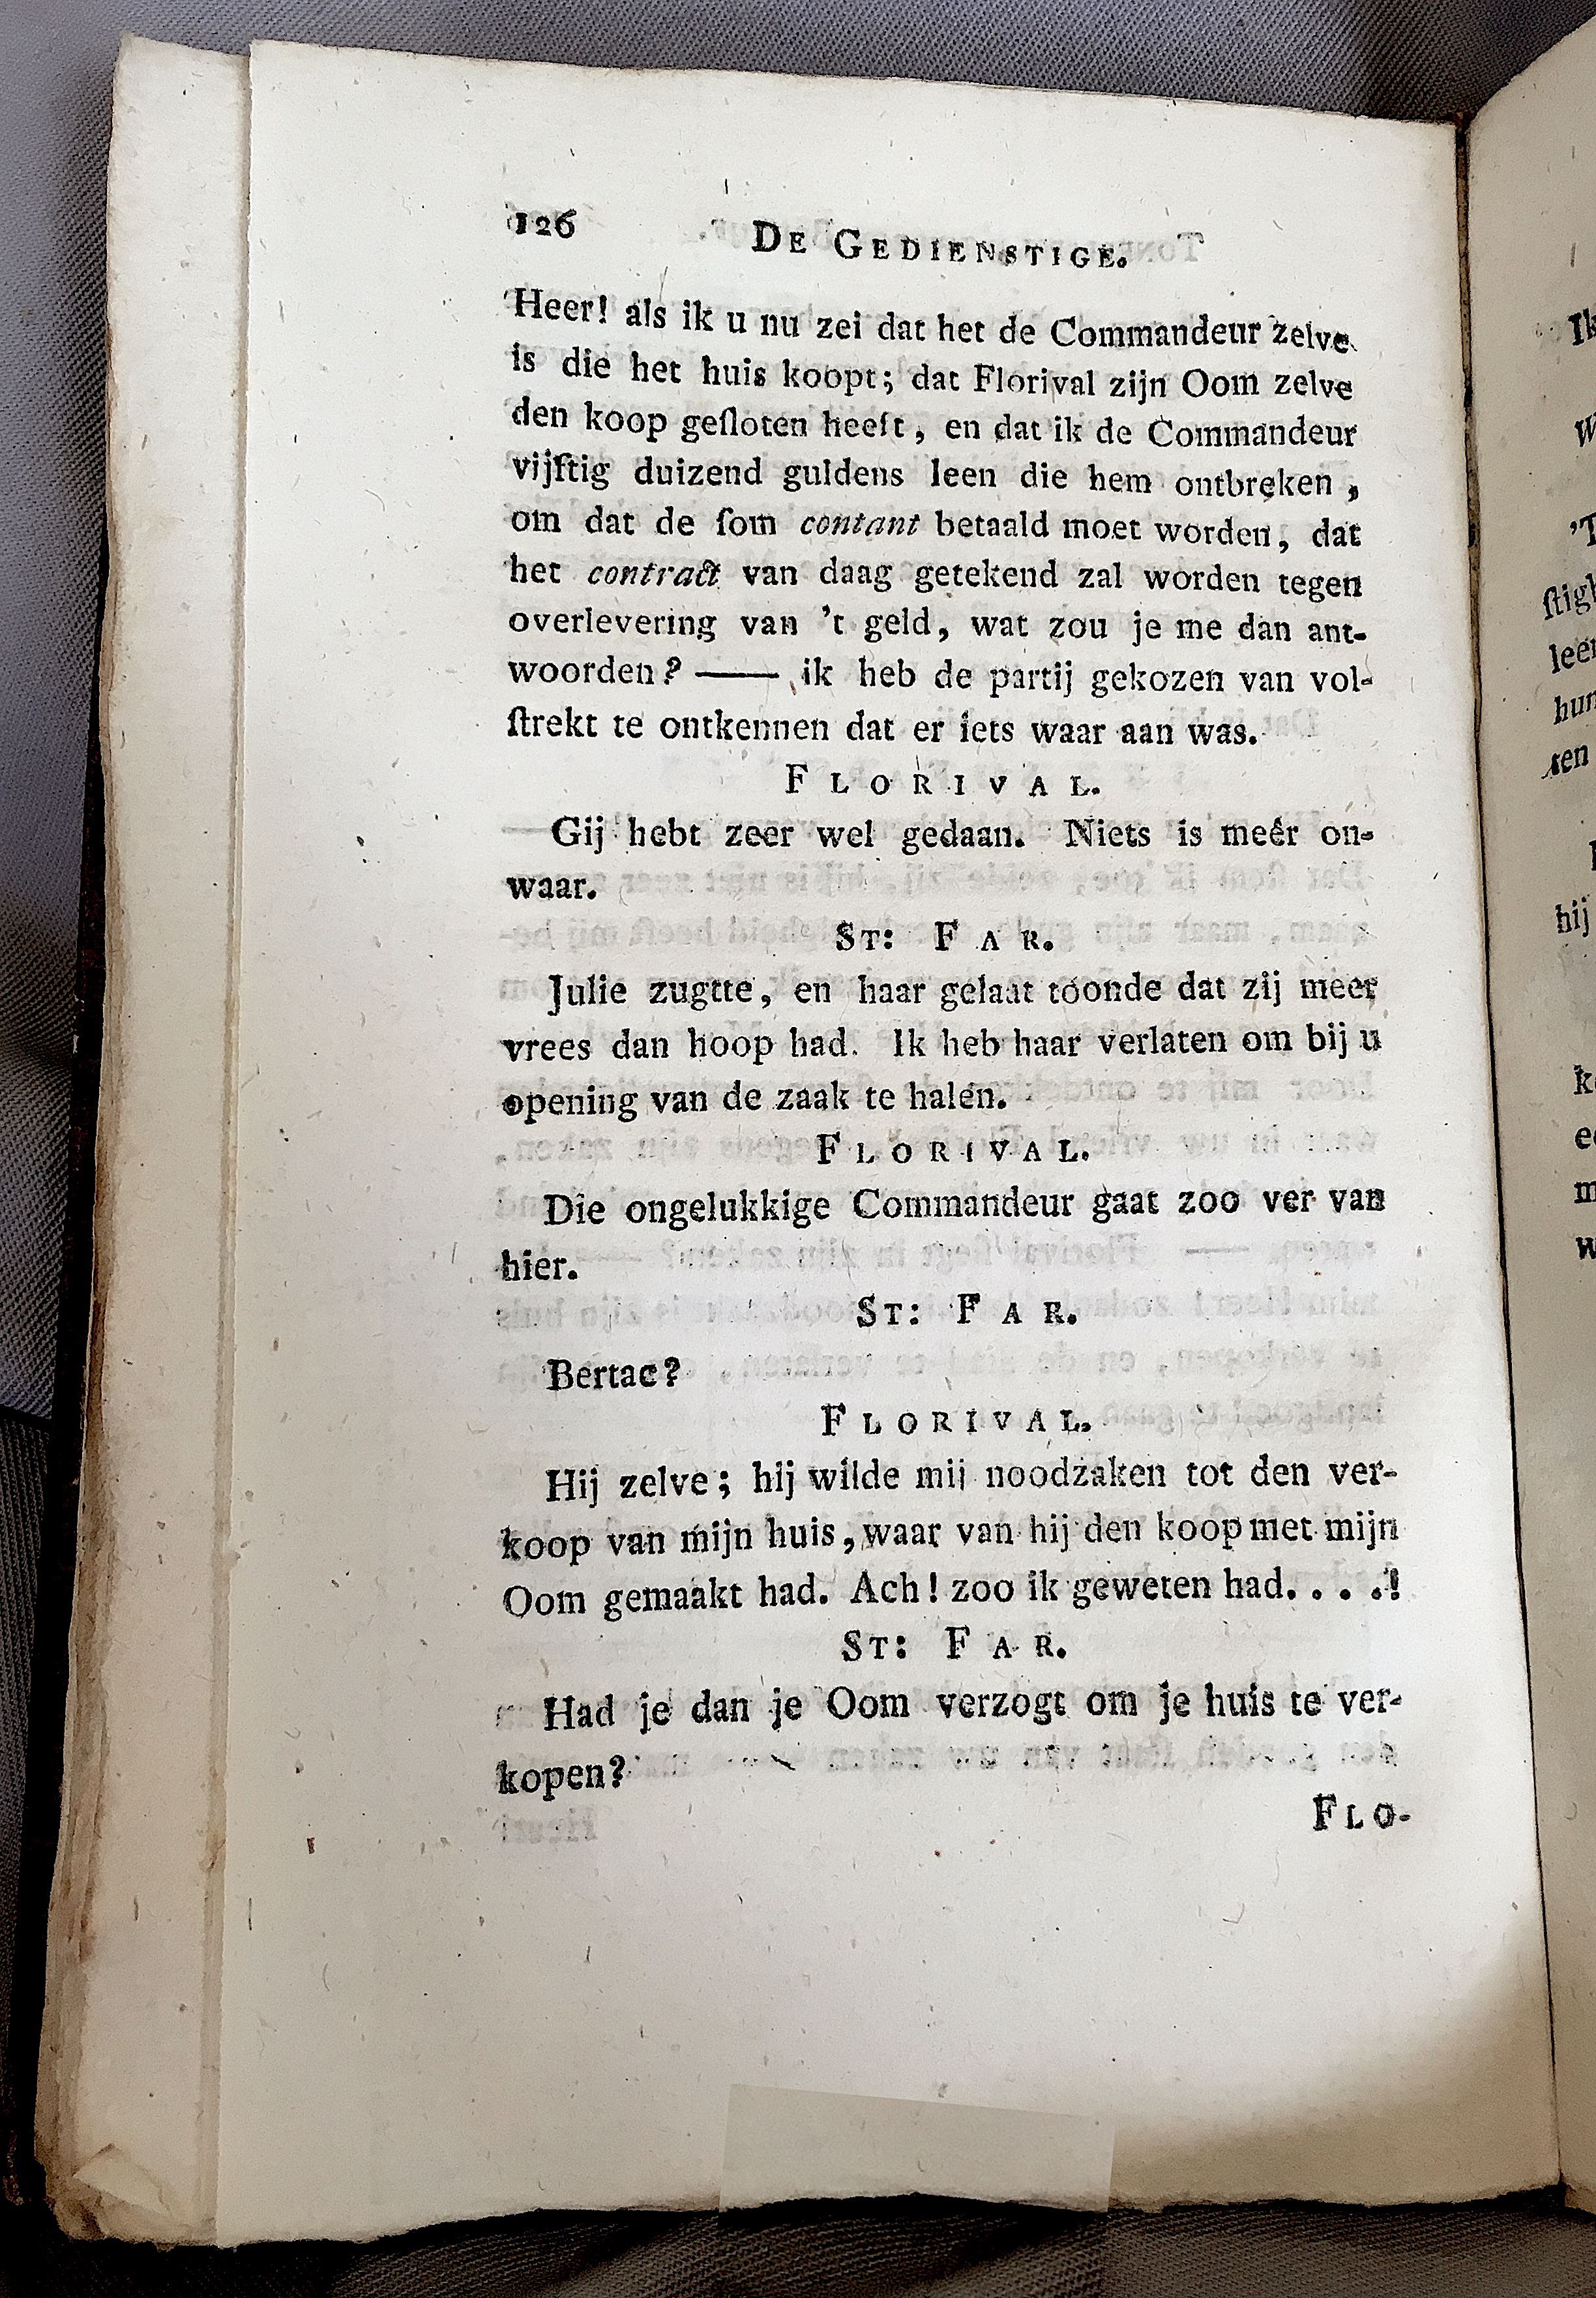 126 DE GEDIENSTIGE.
Heer! als ik u nu zei dat het de Commandeur zelve
is die het huis koopt; dat Florival zijn Oom zelve
den koop geſloten heeft, en dat ik de Commandeur
vijftig duizend guldens leen die hem ontbreken,
om dat de ſom contant betaald moet worden, dat
het contract van daag getekend zal worden tegen
overlevering van 't geld, wat zou je me dan ant-
woorden? —— ik heb de partij gekozen van vol-
ſtrekt te ontkennen dat er iets waar aan was.
FLORIVAL.
Gij hebt zeer wel gedaan. Niets is meér on-
waar.
ST: FAR.
Julie zugtte, en haar gelaat toonde dat zij meer
vrees dan hoop had. Ik heb haar verlaten om bij u
opening van de zaak te halen.
FLORIVAL.
Die ongelukkige Commandeur gaat zoo ver van
hier.
ST: FAR.
Bertac?
FLORIVAL.
Hij zelve; hij wilde mij noodzaken tot den ver-
koop van mijn huis, waar van hij den koop met mijn
Oom gemaakt had. Ach! zoo ik geweten had. . . .!
ST: FAR.
Had je dan je Oom verzogt om je huis te ver-
kopen?
FLO-
Ik
ſtigh
leer
hun
hij